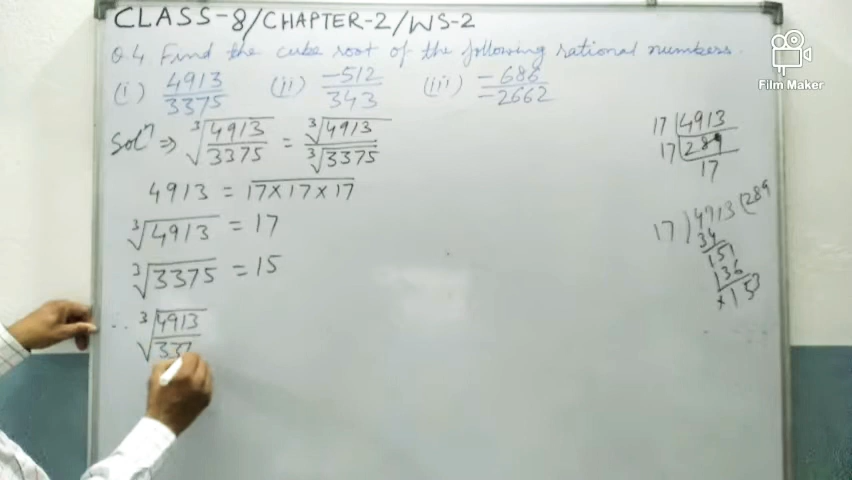 CLASS-8/CHAPTER-2/WS-2
Q.4 Find the cube root of the following rational numbers.
(i) 4913/3375 (ii) -512/343 (iii) -686/-2662
Solⁿ ⇒ ∛(4913/3375) = ∛4913/∛3375
4913 = 17×17×17
∛4913 = 17
∛3375 = 15
∴ ∛(4913/337
17 | 4913
17 | 289
17
17 ) 4913 ( 289
34
151
136
×153
Film Maker